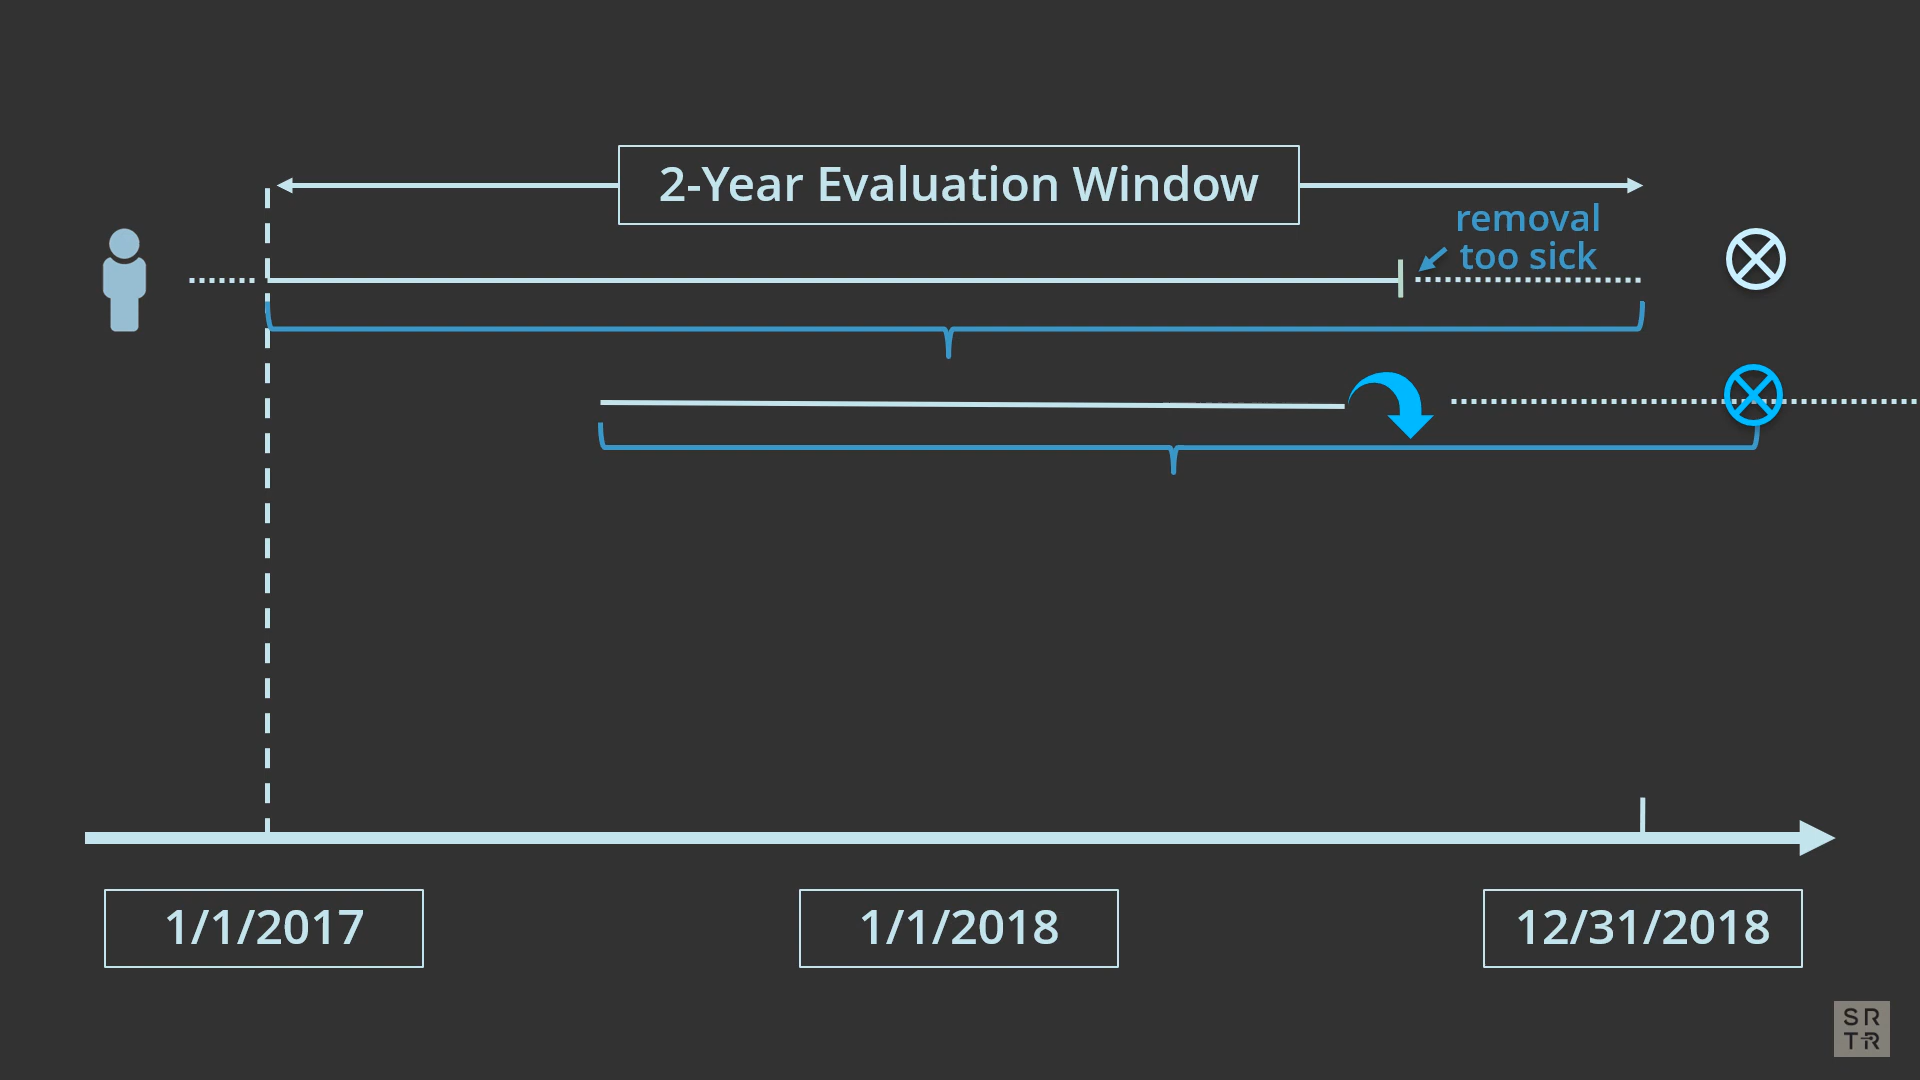 2-Year Evaluation Window
removal
too sick
1/1/2017
1/1/2018
12/31/2018
SR
TR